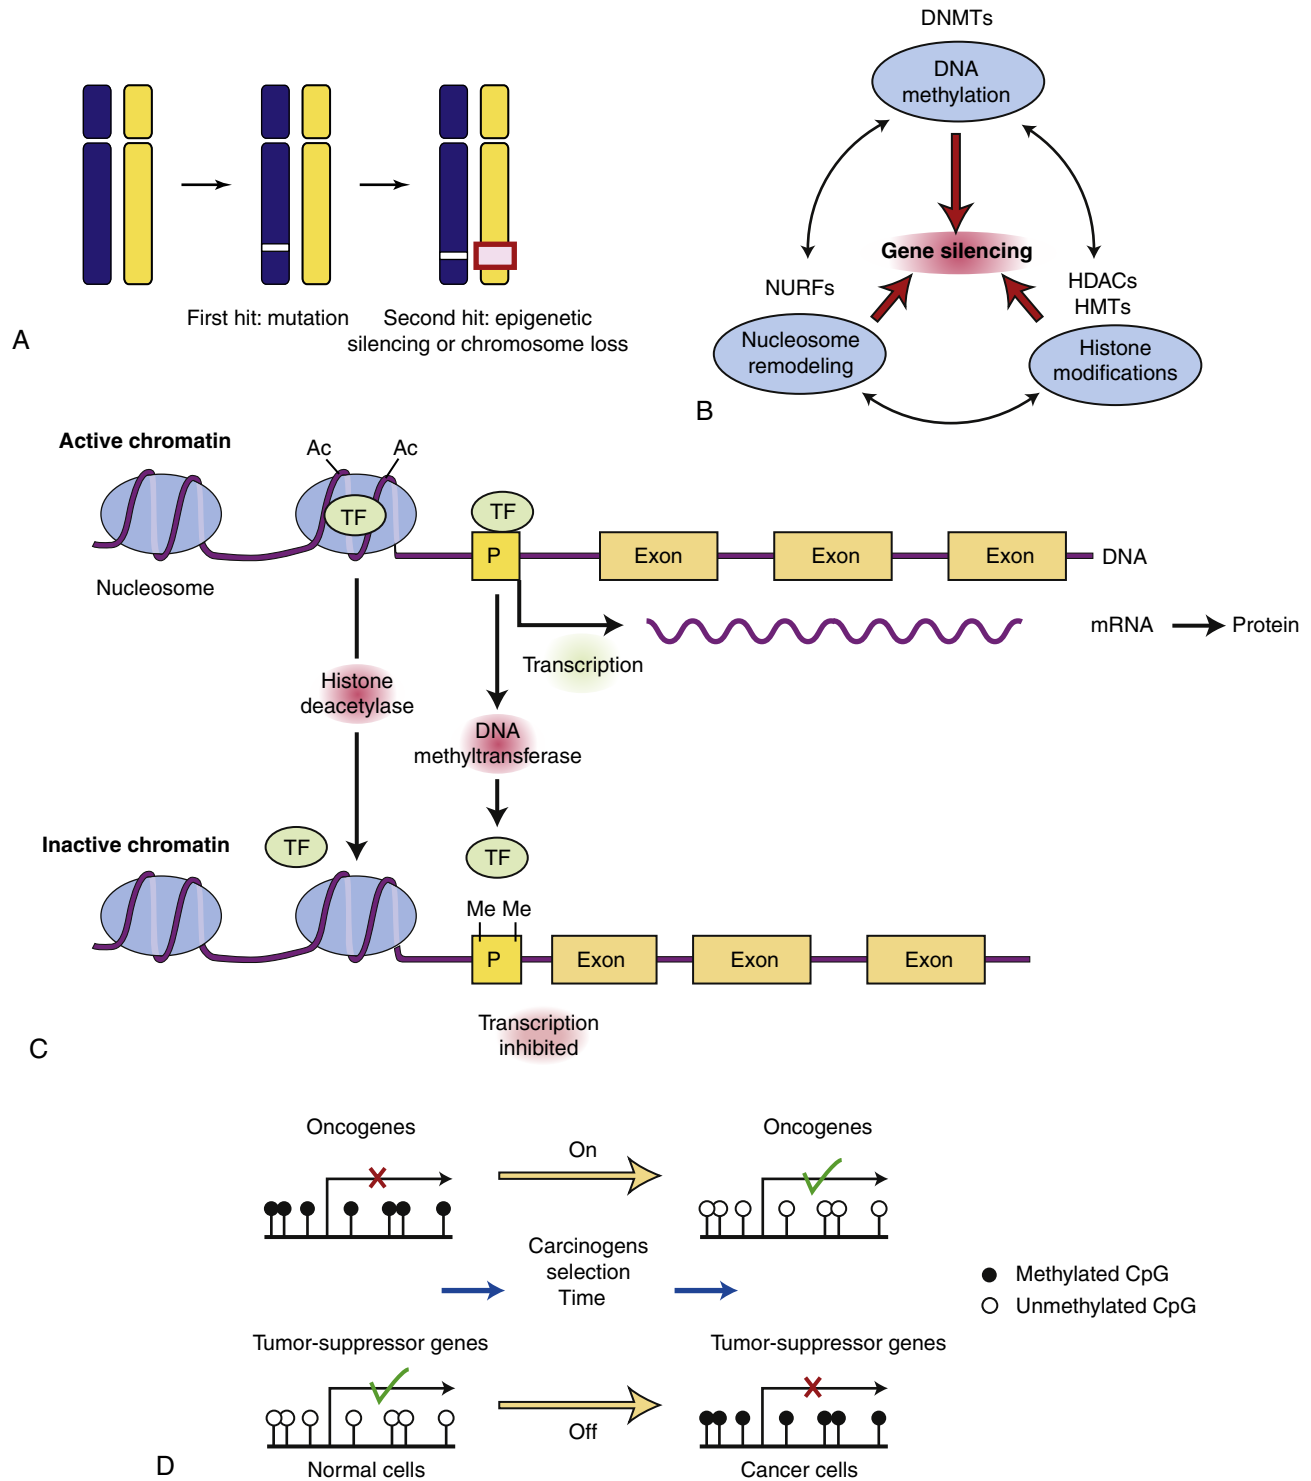 First hit: mutation
Second hit: epigenetic
silencing or chromosome loss
A
DNMTs
DNA
methylation
Gene silencing
NURFs
HDACs
HMTs
Nucleosome
remodeling
Histone
modifications
B
Active chromatin
Ac
Ac
TF
TF
P
Exon
Exon
Exon
DNA
Nucleosome
Transcription
mRNA
Protein
Histone
deacetylase
DNA
methyltransferase
Inactive chromatin
TF
TF
Me Me
P
Exon
Exon
Exon
Transcription
inhibited
C
Oncogenes
On
Oncogenes
Carcinogens
selection
Time
Methylated CpG
Unmethylated CpG
Tumor-suppressor genes
Tumor-suppressor genes
Off
Normal cells
Cancer cells
D